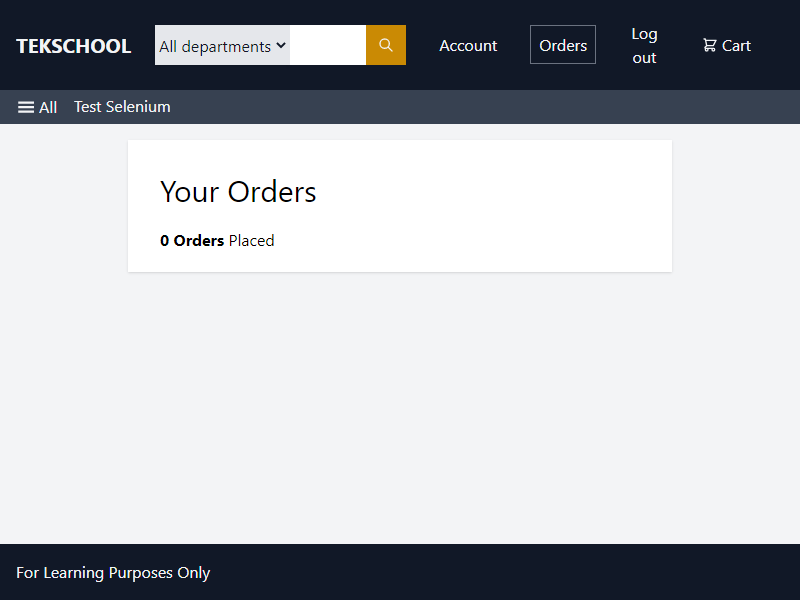 TEKSCHOOL
All departments
Account
Orders
Log
out
Cart
All
Test Selenium
Your Orders
0 Orders Placed
For Learning Purposes Only